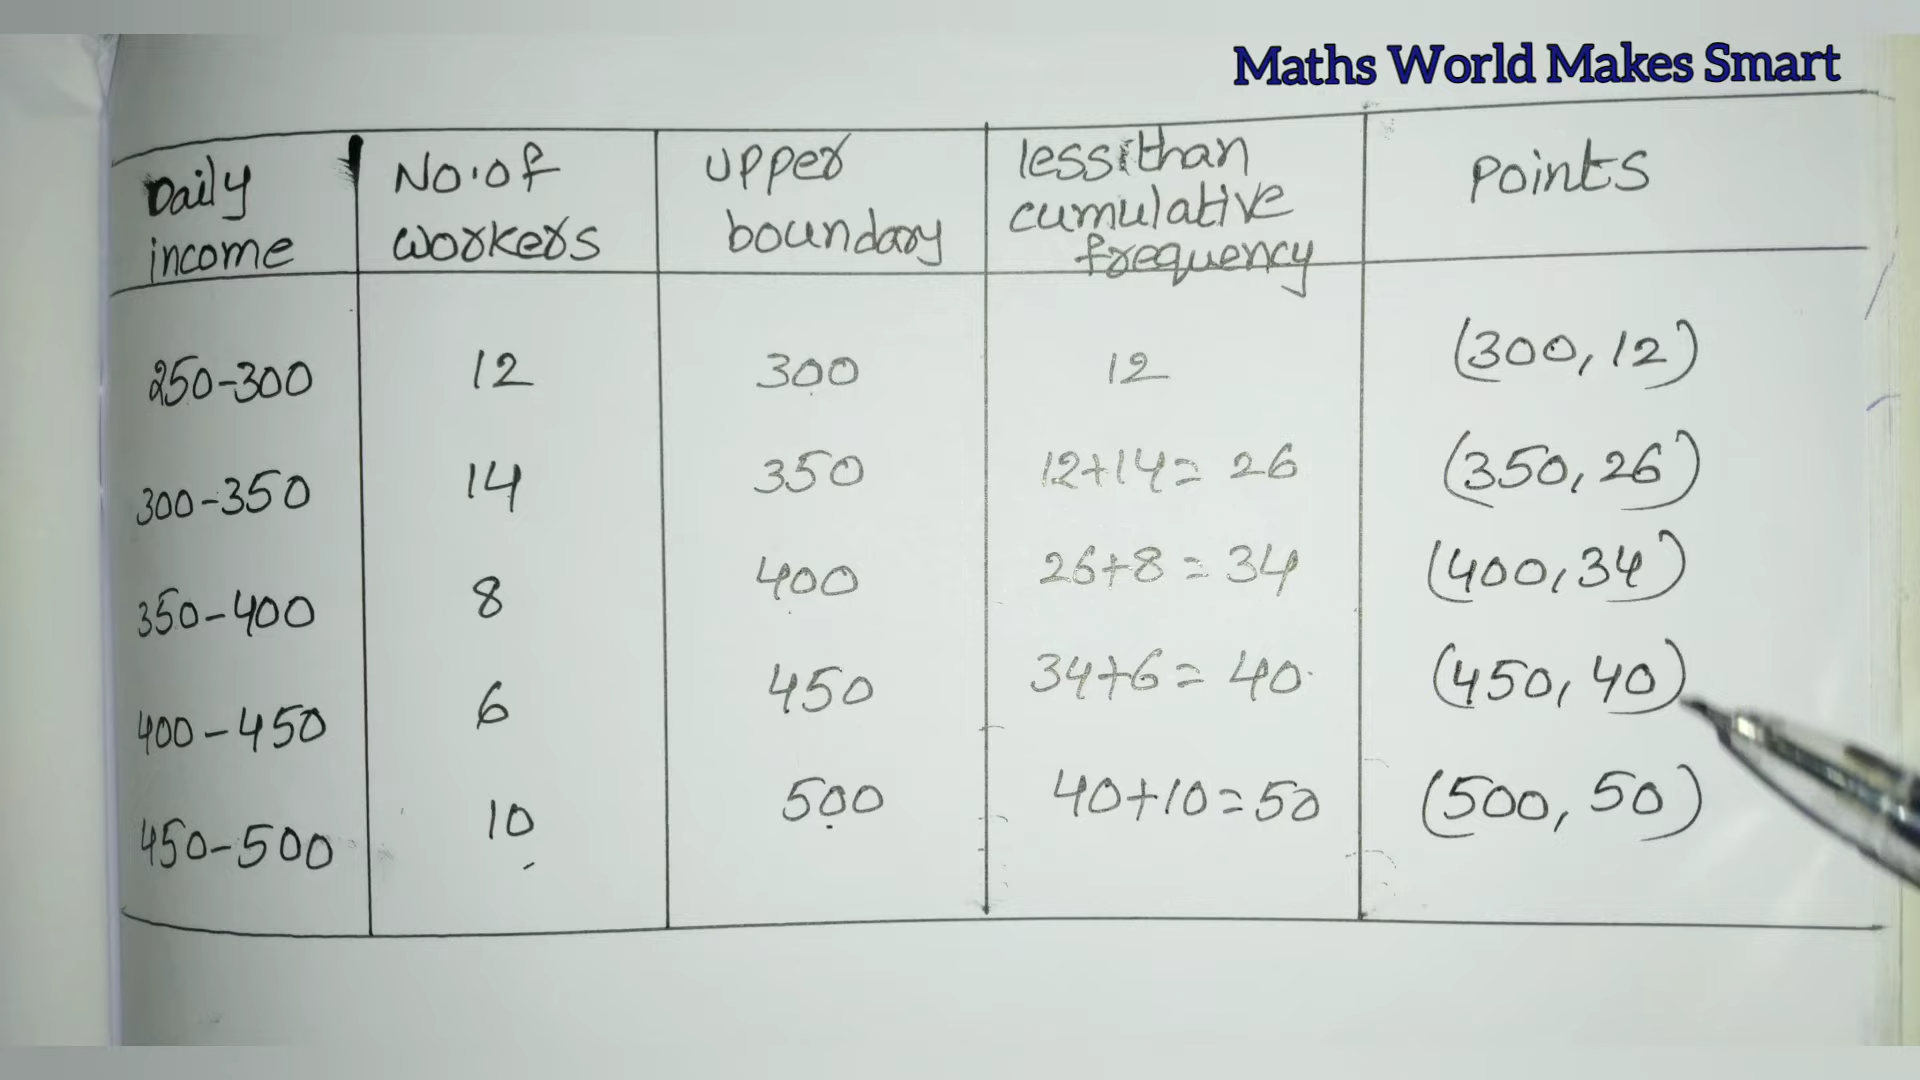 Maths World Makes Smart
Daily income
No. of workers
upper boundary
less than cumulative frequency
points
250-300 12 300 12 (300, 12)
300-350 14 350 12+14= 26 (350, 26)
350-400 8 400 26+8 = 34 (400, 34)
400-450 6 450 34+6 = 40 (450, 40)
450-500 10 500 40+10=50 (500, 50)